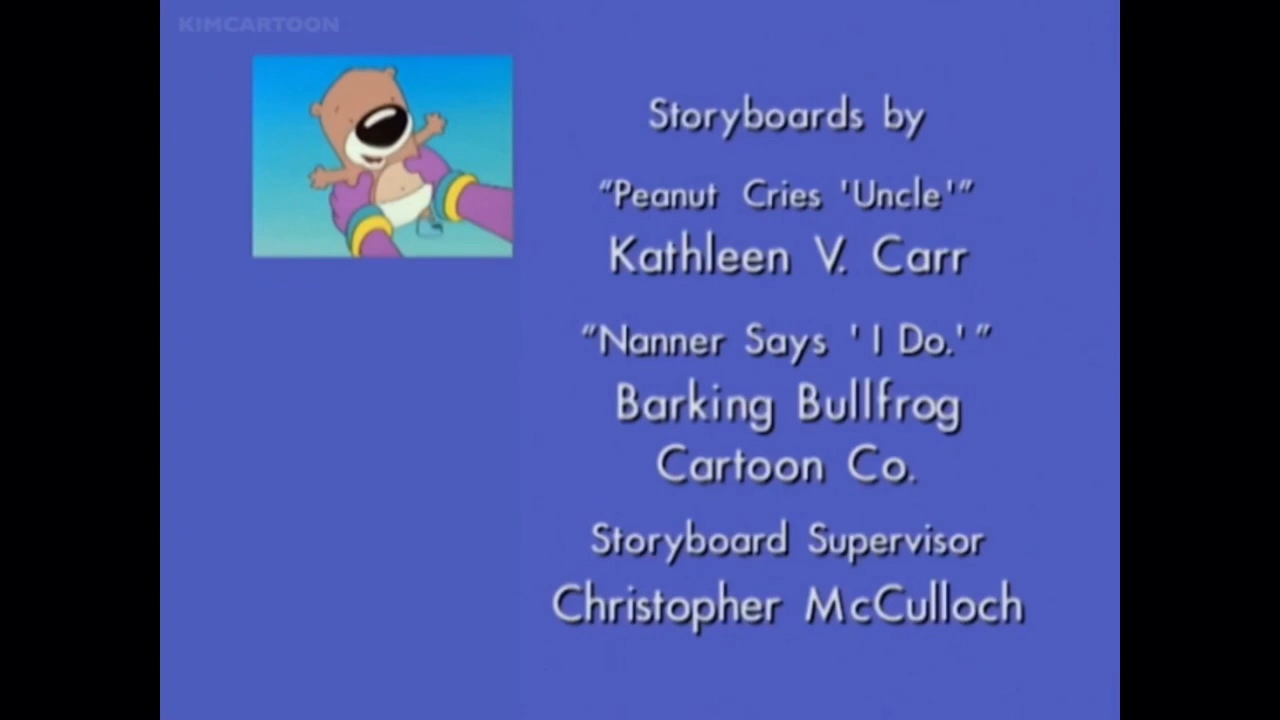 KIMCARTOON
Storyboards by
"Peanut Cries 'Uncle'"
Kathleen V. Carr
"Nanner Says 'I Do.'"
Barking Bullfrog
Cartoon Co.
Storyboard Supervisor
Christopher McCulloch